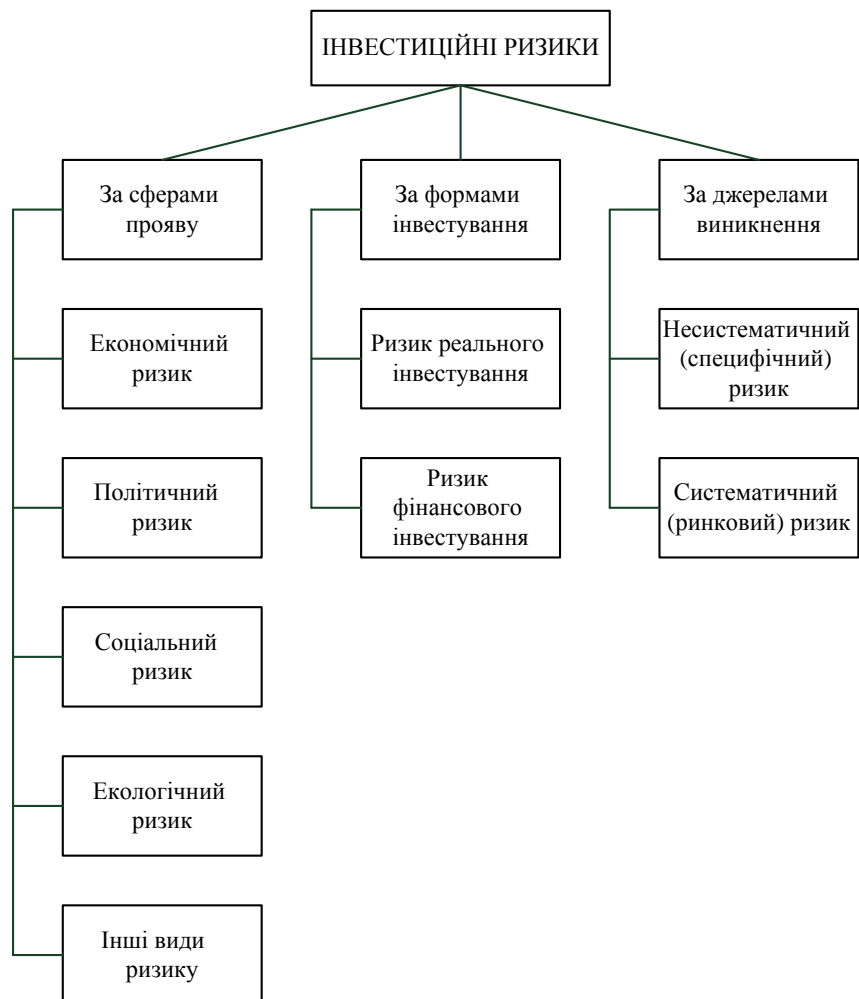 ІНВЕСТИЦІЙНІ РИЗИКИ
За сферами
прояву
За формами
інвестування
За джерелами
виникнення
Економічний
ризик
Ризик реального
інвестування
Несистематичний
(специфічний)
ризик
Політичний
ризик
Ризик
фінансового
інвестування
Систематичний
(ринковий) ризик
Соціальний
ризик
Екологічний
ризик
Інші види
ризику